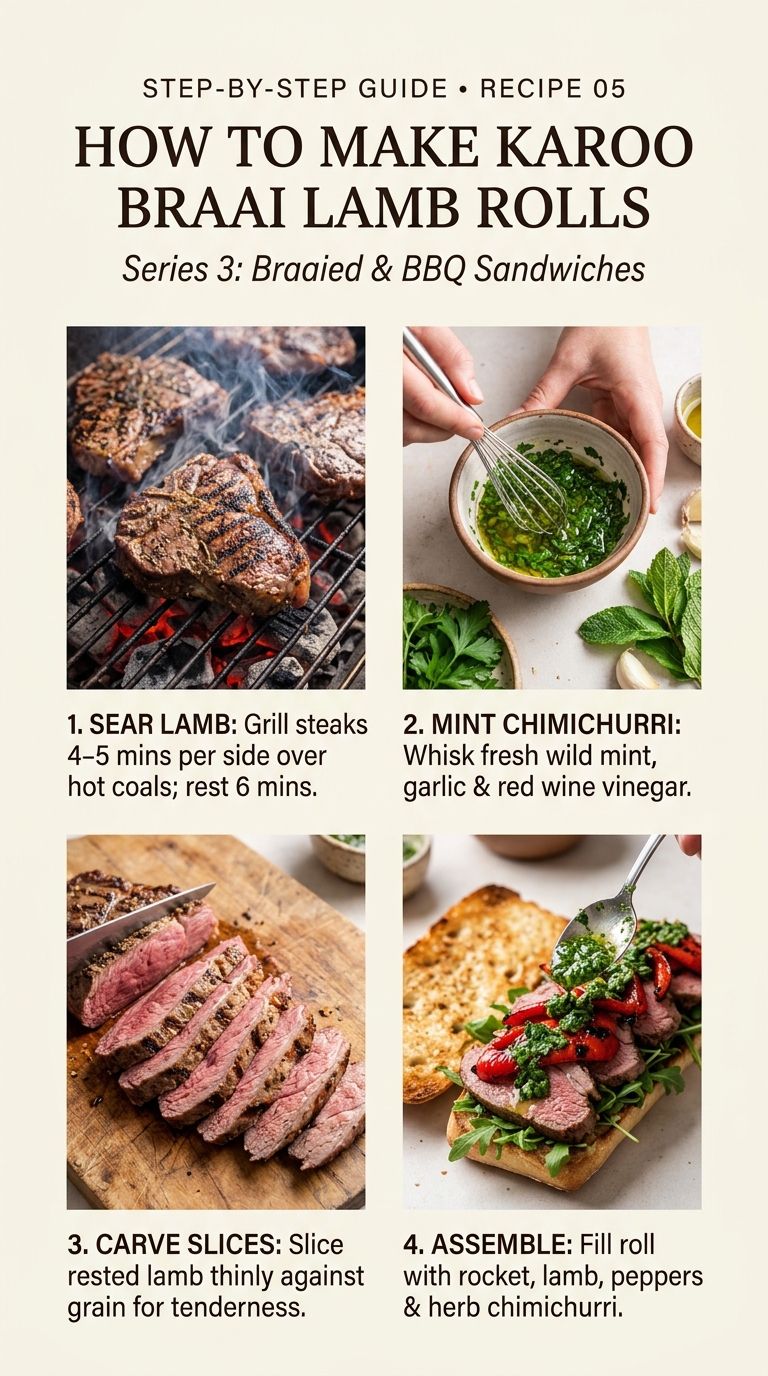 STEP-BY-STEP GUIDE • RECIPE 05
HOW TO MAKE KAROO
BRAAI LAMB ROLLS
Series 3: Braaied & BBQ Sandwiches
1. SEAR LAMB: Grill steaks
4–5 mins per side over
hot coals; rest 6 mins.
2. MINT CHIMICHURRI:
Whisk fresh wild mint,
garlic & red wine vinegar.
3. CARVE SLICES: Slice
rested lamb thinly against
grain for tenderness.
4. ASSEMBLE: Fill roll
with rocket, lamb, peppers
& herb chimichurri.